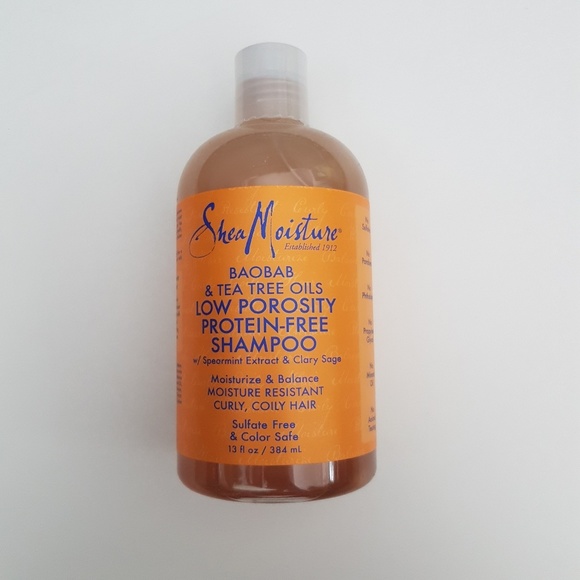 SheaMoisture®
Established 1912
BAOBAB
& TEA TREE OILS
LOW POROSITY
PROTEIN-FREE
SHAMPOO
w/ Spearmint Extract & Clary Sage
Moisturize & Balance
MOISTURE RESISTANT
CURLY, COILY HAIR
Sulfate Free
& Color Safe
13 fl oz / 384 mL